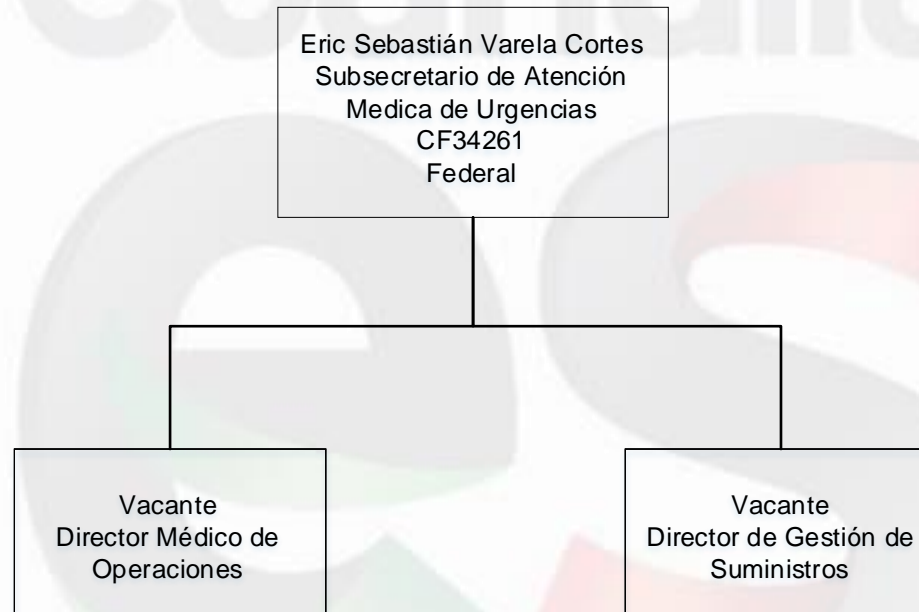 Eric Sebastián Varela Cortes
Subsecretario de Atención
Medica de Urgencias
CF34261
Federal
Vacante
Director Médico de
Operaciones
Vacante
Director de Gestión de
Suministros